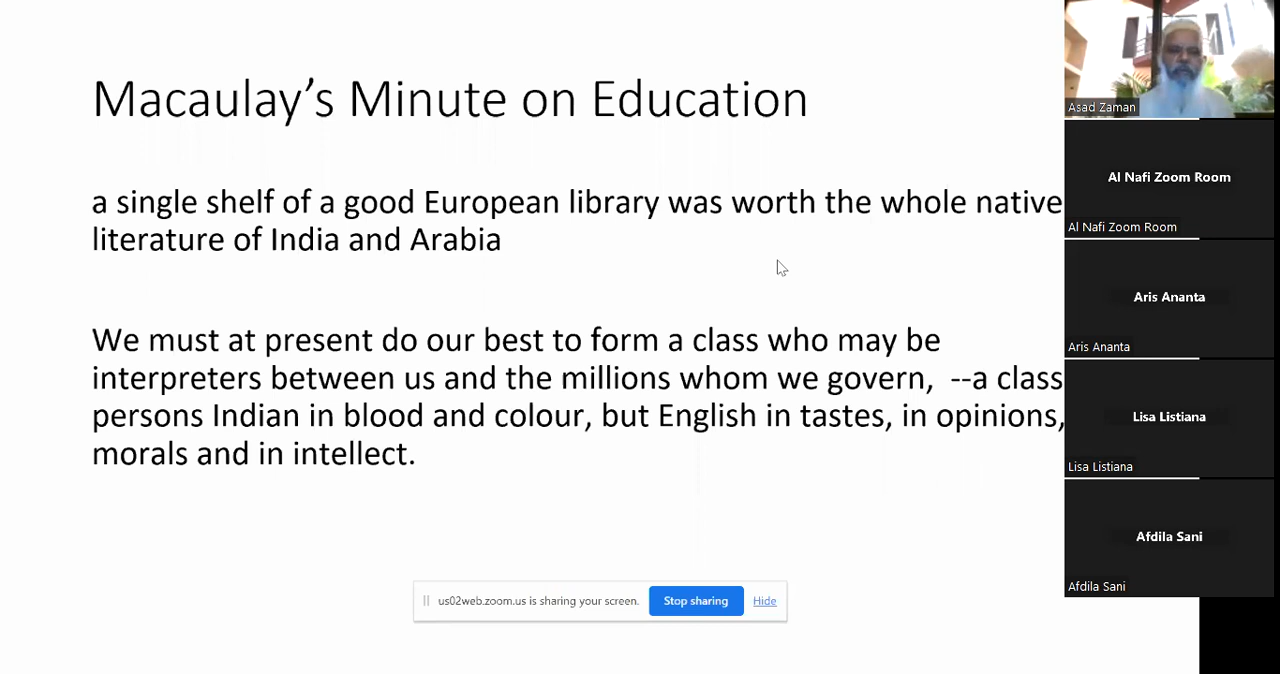 Macaulay's Minute on Education
a single shelf of a good European library was worth the whole native
literature of India and Arabia
We must at present do our best to form a class who may be
interpreters between us and the millions whom we govern,  --a class
persons Indian in blood and colour, but English in tastes, in opinions,
morals and in intellect.
us02web.zoom.us is sharing your screen.
Stop sharing
Hide
Asad Zaman
Al Nafi Zoom Room
Al Nafi Zoom Room
Aris Ananta
Aris Ananta
Lisa Listiana
Lisa Listiana
Afdila Sani
Afdila Sani